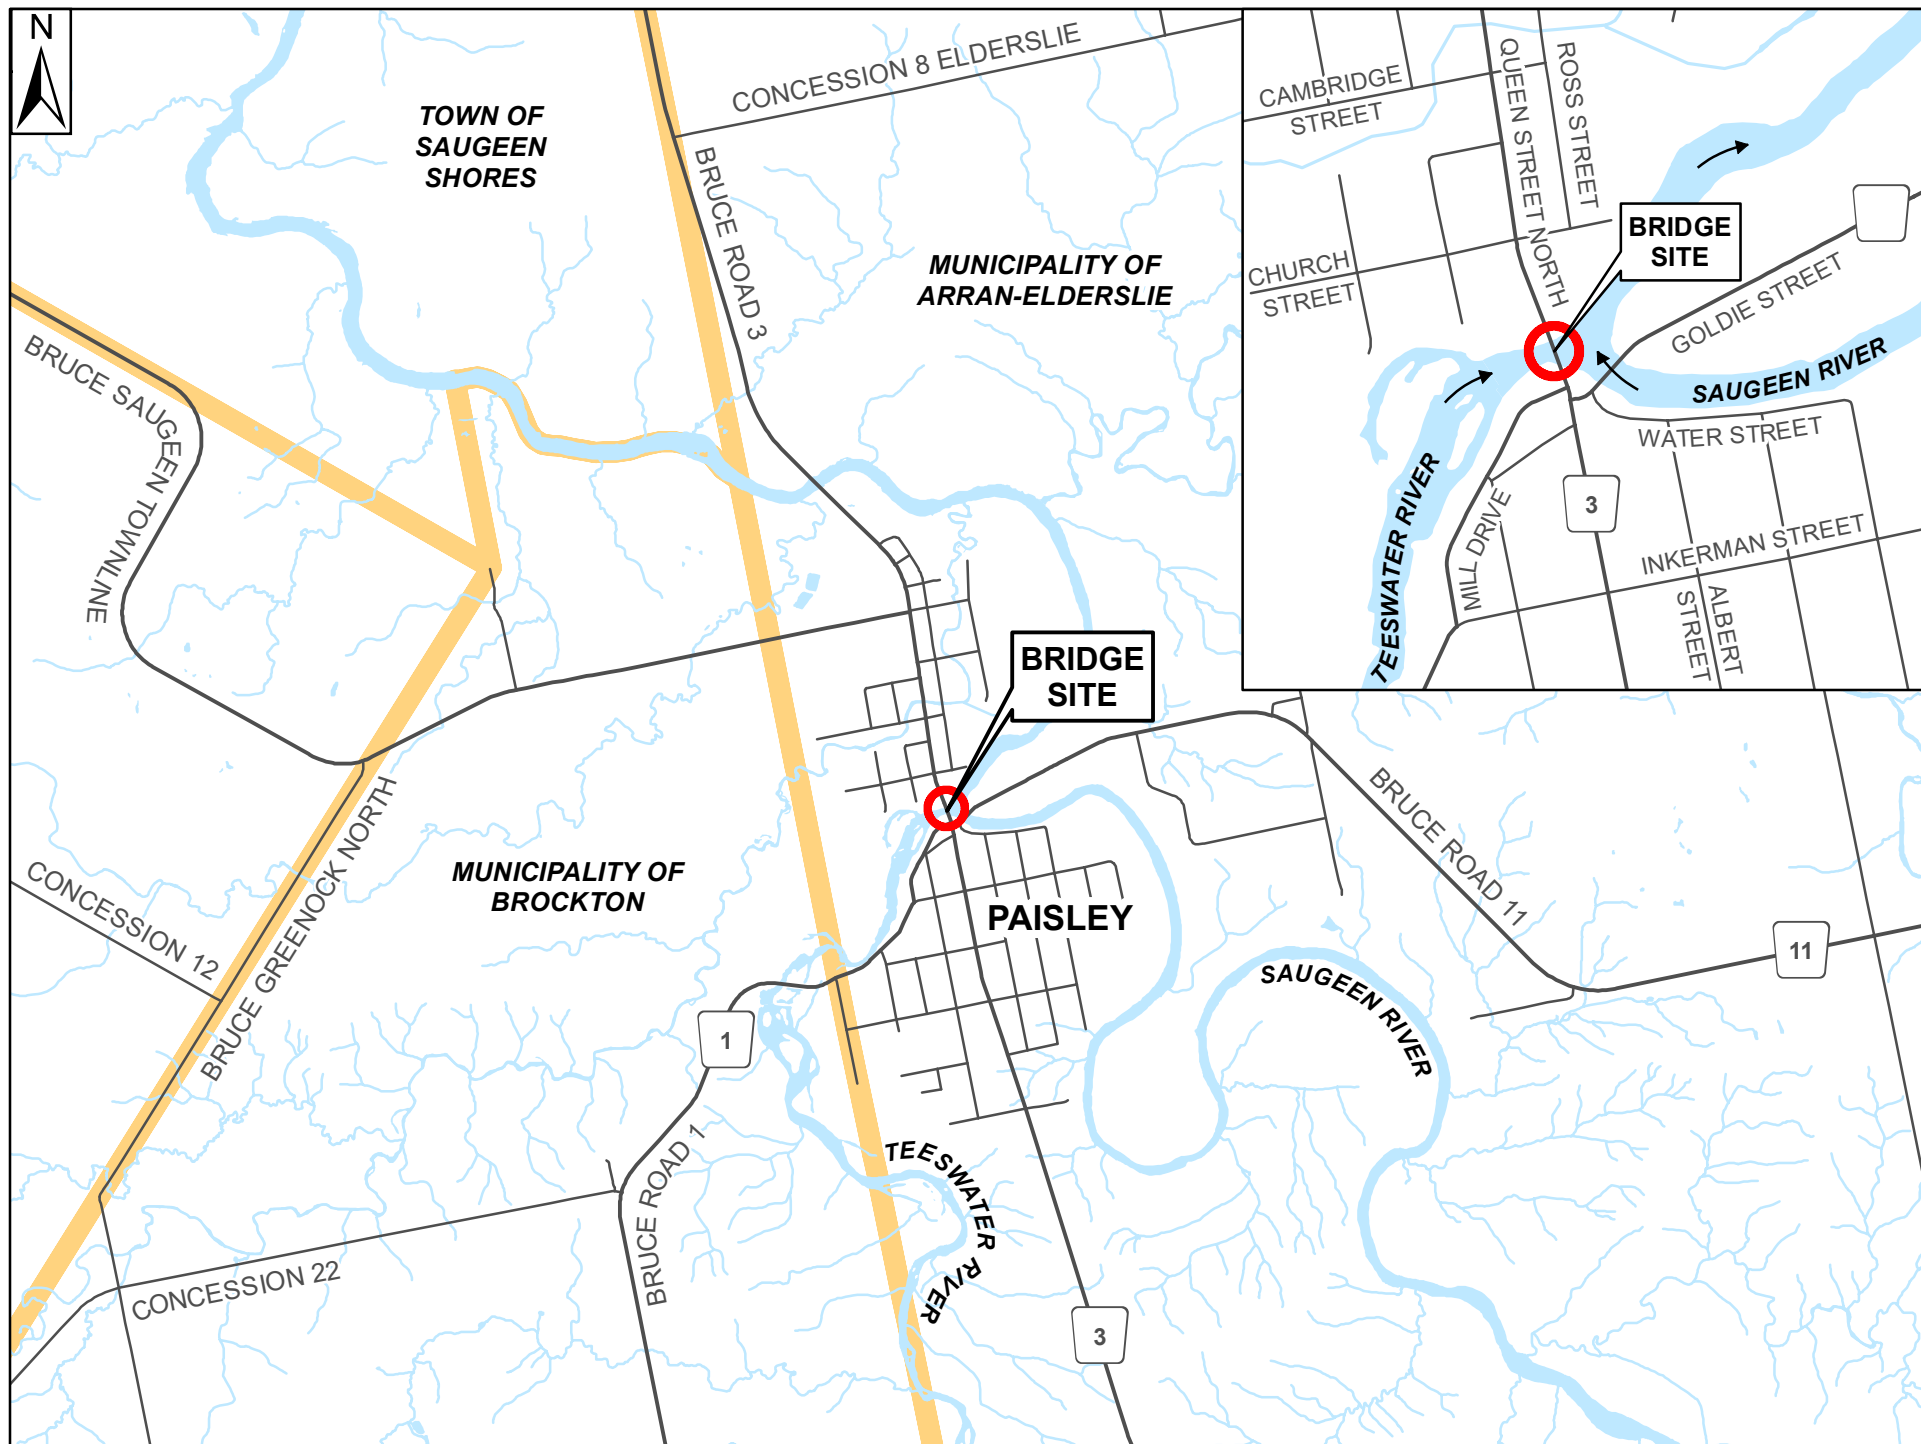 N
CONCESSION 8 ELDERSLIE
TOWN OF
SAUGEEN
SHORES
BRUCE ROAD 3
MUNICIPALITY OF
ARRAN-ELDERSLIE
BRUCE SAUGEEN TOWNLINE
BRIDGE
SITE
BRUCE GREENOCK NORTH
CONCESSION 12
MUNICIPALITY OF
BROCKTON
PAISLEY
BRUCE ROAD 11
11
SAUGEEN RIVER
1
BRUCE ROAD 1
TEESWATER RIVER
CONCESSION 22
3
CAMBRIDGE
STREET
QUEEN STREET NORTH
ROSS STREET
BRIDGE
SITE
CHURCH
STREET
GOLDIE STREET
SAUGEEN RIVER
WATER STREET
TEESWATER RIVER
MILL DRIVE
3
INKERMAN STREET
ALBERT
STREET